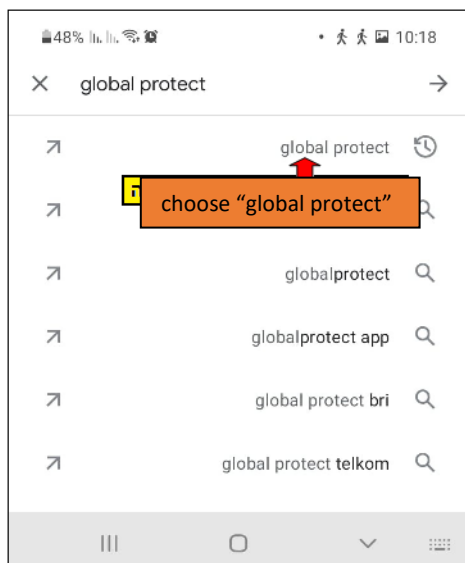 48% 10:18
global protect
global protect
choose “global protect”
globalprotect
globalprotect app
global protect bri
global protect telkom